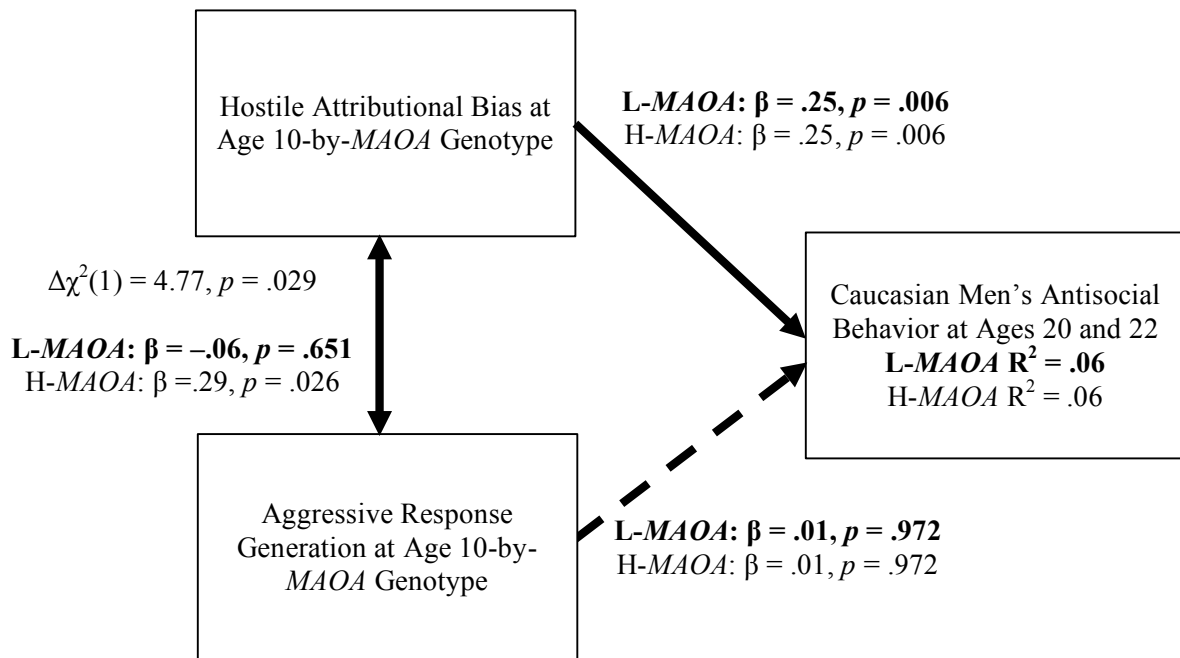 Hostile Attributional Bias at
Age 10-by-MAOA Genotype
L-MAOA: β = .25, p = .006
H-MAOA: β = .25, p = .006
Δχ²(1) = 4.77, p = .029
L-MAOA: β = –.06, p = .651
H-MAOA: β =.29, p = .026
Caucasian Men’s Antisocial
Behavior at Ages 20 and 22
L-MAOA R² = .06
H-MAOA R² = .06
Aggressive Response
Generation at Age 10-by-
MAOA Genotype
L-MAOA: β = .01, p = .972
H-MAOA: β = .01, p = .972